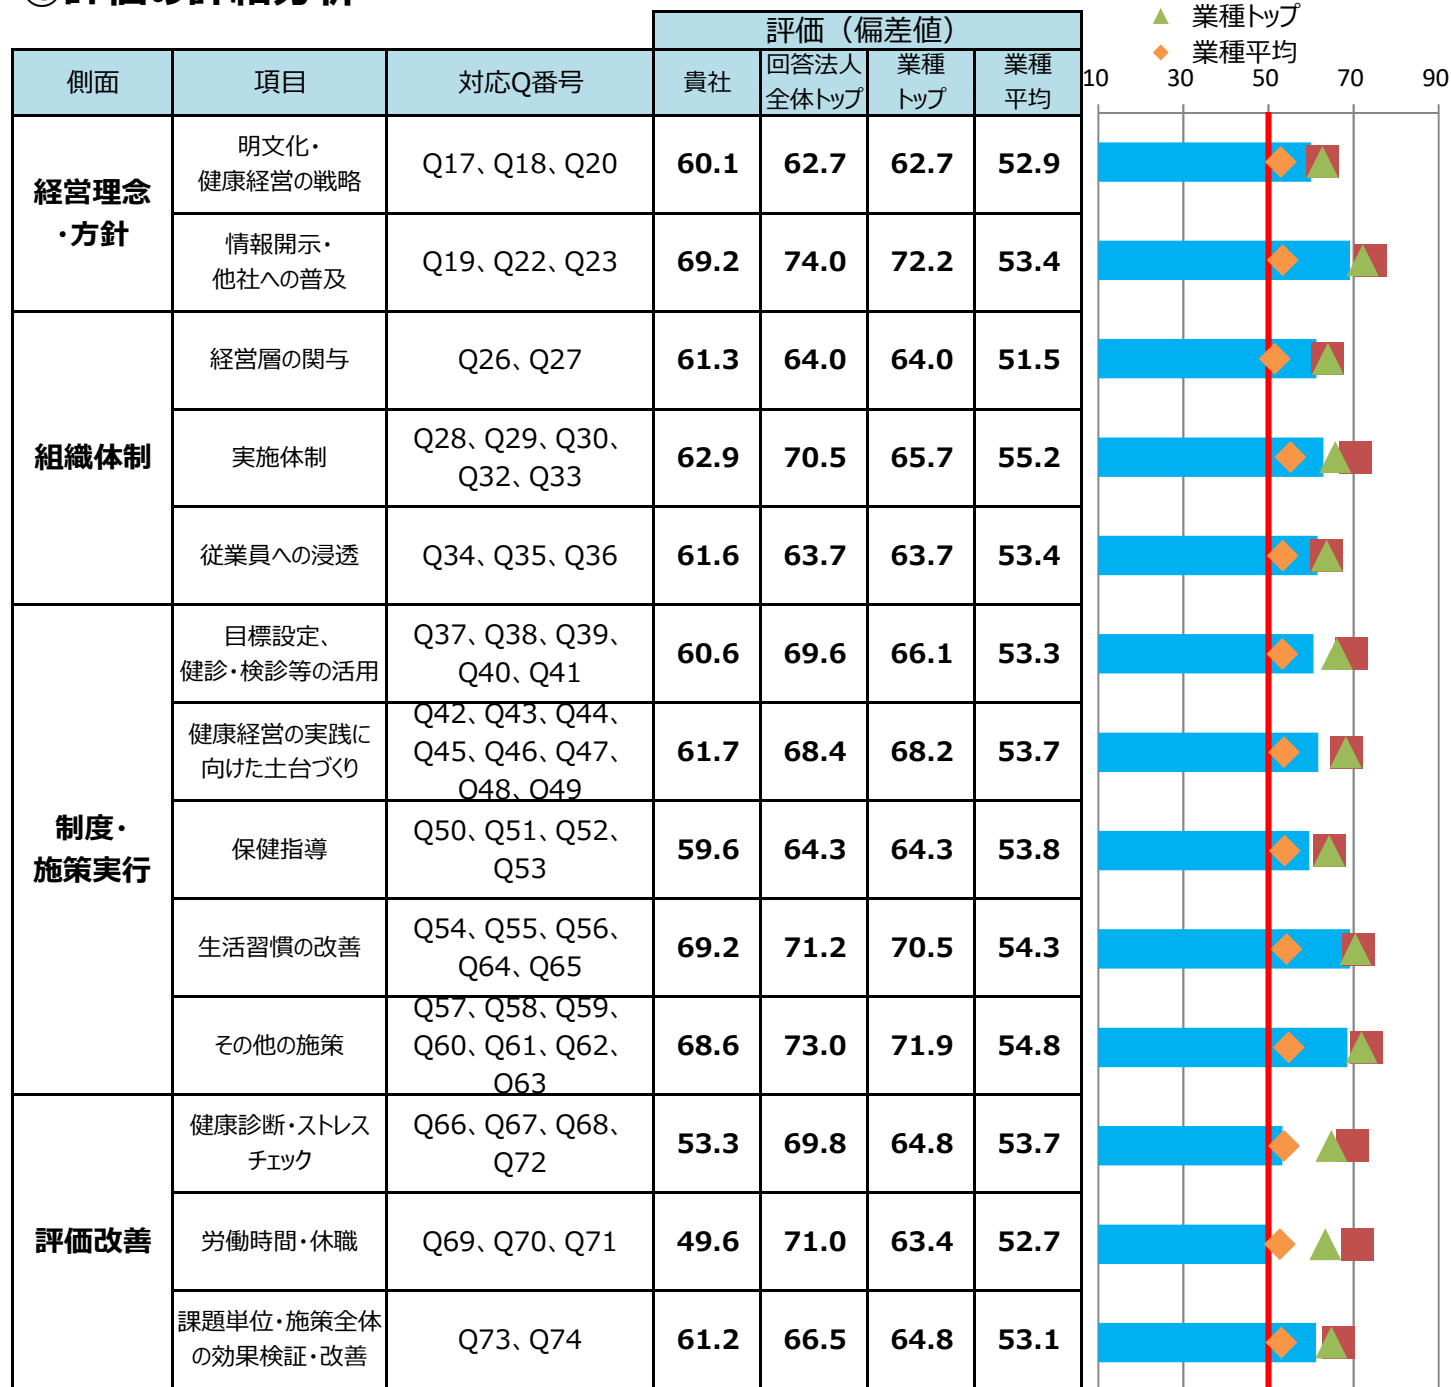 評価（偏差値）
▲ 業種トップ
◆ 業種平均
側面 項目 対応Q番号 貴社 回答法人 業種 業種
全体トップ トップ 平均
10 30 50 70 90
経営理念
・方針
明文化・
健康経営の戦略
Q17、Q18、Q20 60.1 62.7 62.7 52.9
情報開示・
他社への普及
Q19、Q22、Q23 69.2 74.0 72.2 53.4
組織体制
経営層の関与 Q26、Q27 61.3 64.0 64.0 51.5
実施体制
Q28、Q29、Q30、
Q32、Q33
62.9 70.5 65.7 55.2
従業員への浸透 Q34、Q35、Q36 61.6 63.7 63.7 53.4
制度・
施策実行
目標設定、
健診・検診等の活用
Q37、Q38、Q39、
Q40、Q41
60.6 69.6 66.1 53.3
健康経営の実践に
向けた土台づくり
Q42、Q43、Q44、
Q45、Q46、Q47、
Q48、Q49
61.7 68.4 68.2 53.7
保健指導
Q50、Q51、Q52、
Q53
59.6 64.3 64.3 53.8
生活習慣の改善
Q54、Q55、Q56、
Q64、Q65
69.2 71.2 70.5 54.3
その他の施策
Q57、Q58、Q59、
Q60、Q61、Q62、
Q63
68.6 73.0 71.9 54.8
評価改善
健康診断・ストレス
チェック
Q66、Q67、Q68、
Q72
53.3 69.8 64.8 53.7
労働時間・休職 Q69、Q70、Q71 49.6 71.0 63.4 52.7
課題単位・施策全体
の効果検証・改善
Q73、Q74 61.2 66.5 64.8 53.1